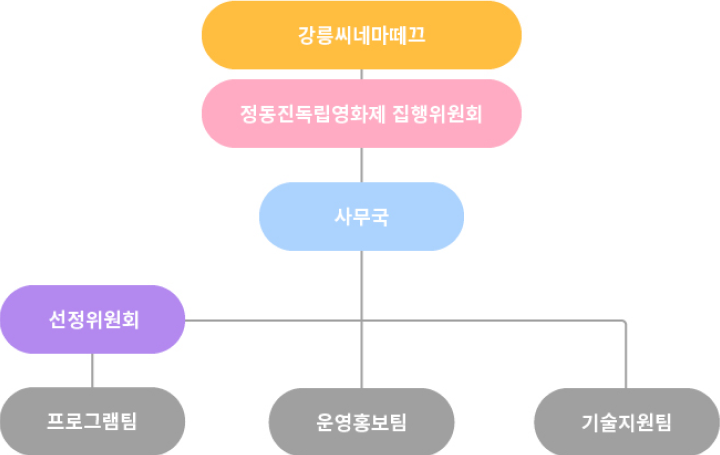 강릉씨네마떼끄
정동진독립영화제 집행위원회
사무국
선정위원회
프로그램팀
운영홍보팀
기술지원팀